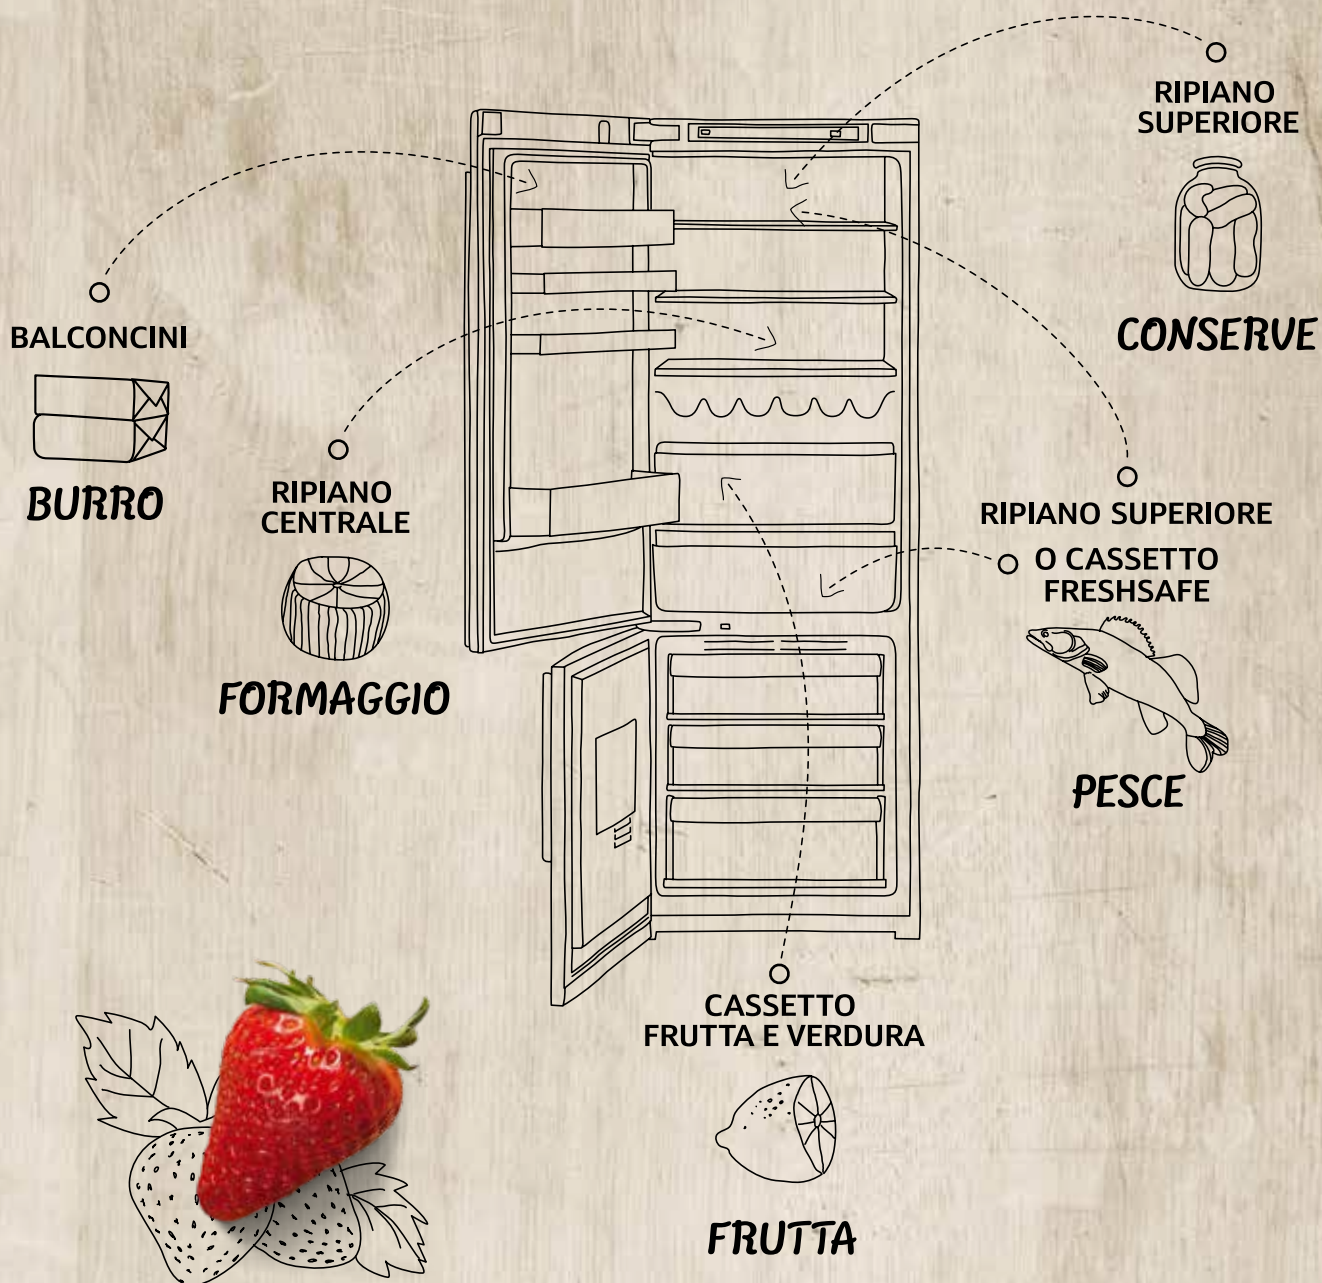 RIPIANO
SUPERIORE
CONSERVE
BALCONCINI
BURRO
RIPIANO
CENTRALE
FORMAGGIO
RIPIANO SUPERIORE
O CASSETTO
FRESHSAFE
PESCE
CASSETTO
FRUTTA E VERDURA
FRUTTA